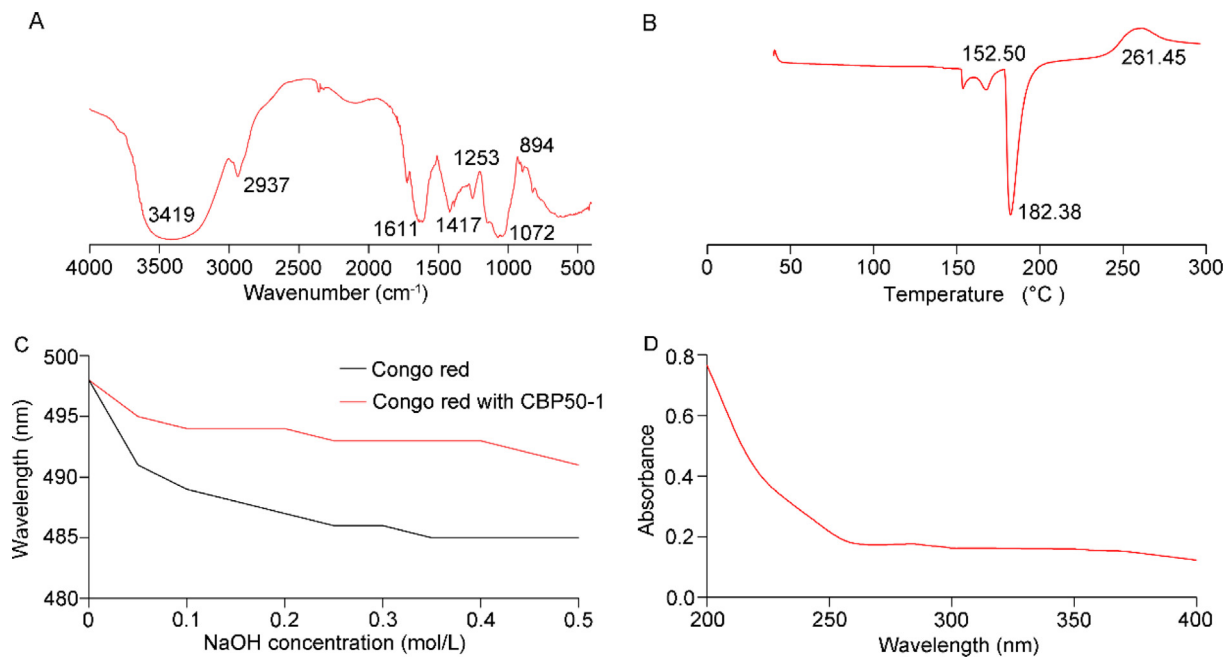 A
3419
2937
1611
1417
1253
1072
894
4000 3500 3000 2500 2000 1500 1000 500
Wavenumber (cm⁻¹)
B
152.50
261.45
182.38
0 50 100 150 200 250 300
Temperature (°C )
C
500
495
490
485
480
Wavelength (nm)
Congo red
Congo red with CBP50-1
0 0.1 0.2 0.3 0.4 0.5
NaOH concentration (mol/L)
D
0.8
0.6
0.4
0.2
0.0
Absorbance
200 250 300 350 400
Wavelength (nm)